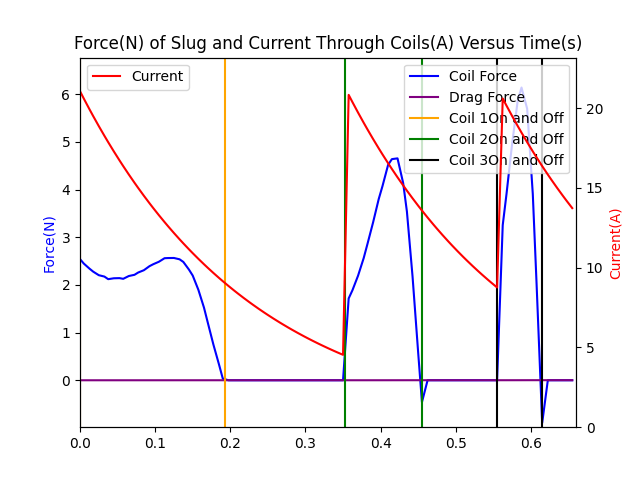 Force(N) of Slug and Current Through Coils(A) Versus Time(s)
Current
Coil Force
Drag Force
Coil 1On and Off
Coil 2On and Off
Coil 3On and Off
Force(N)
6
5
4
3
2
1
0
Current(A)
20
15
10
5
0
0.0 0.1 0.2 0.3 0.4 0.5 0.6